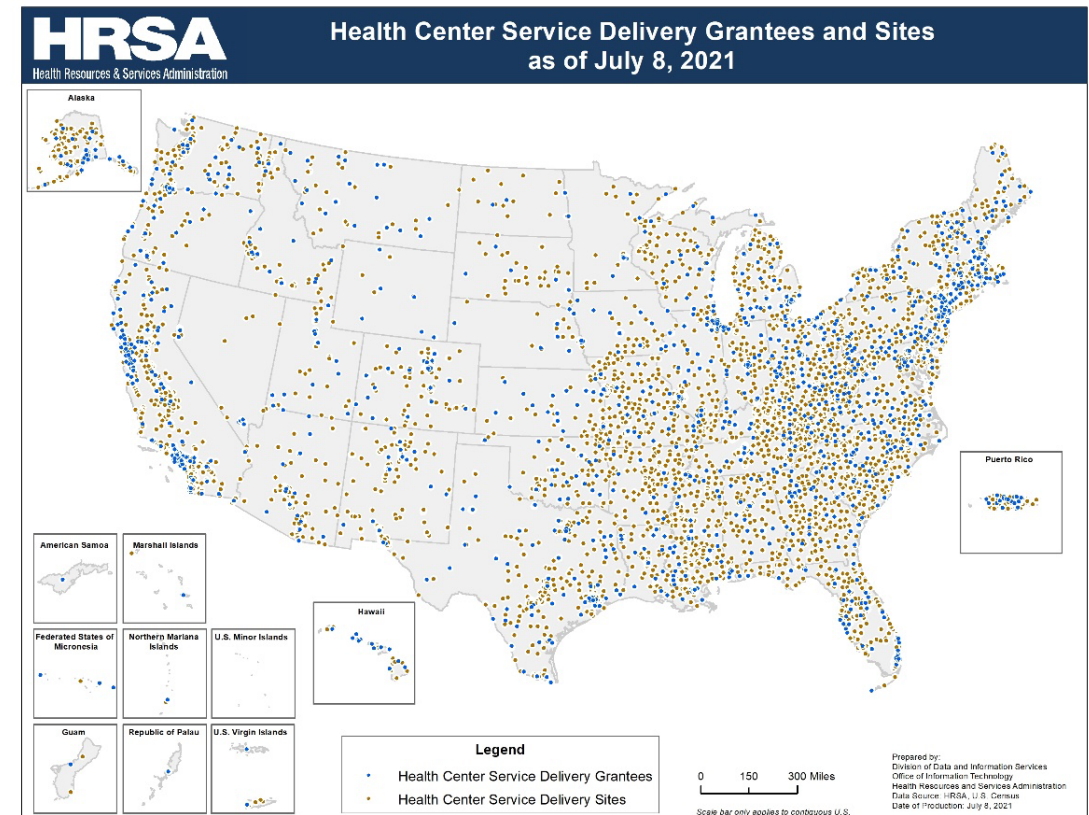 HRSA
Health Resources & Services Administration
Health Center Service Delivery Grantees and Sites
as of July 8, 2021
Alaska
Puerto Rico
American Samoa
Marshall Islands
Hawaii
Federated States of
Micronesia
Northern Mariana
Islands
U.S. Minor Islands
Guam
Republic of Palau
U.S. Virgin Islands
Legend
Health Center Service Delivery Grantees
Health Center Service Delivery Sites
0 150 300 Miles
Scale bar only applies to contiguous U.S.
Prepared by:
Division of Data and Information Services
Office of Information Technology
Health Resources and Services Administration
Data Source: HRSA, U.S. Census
Date of Production: July 8, 2021